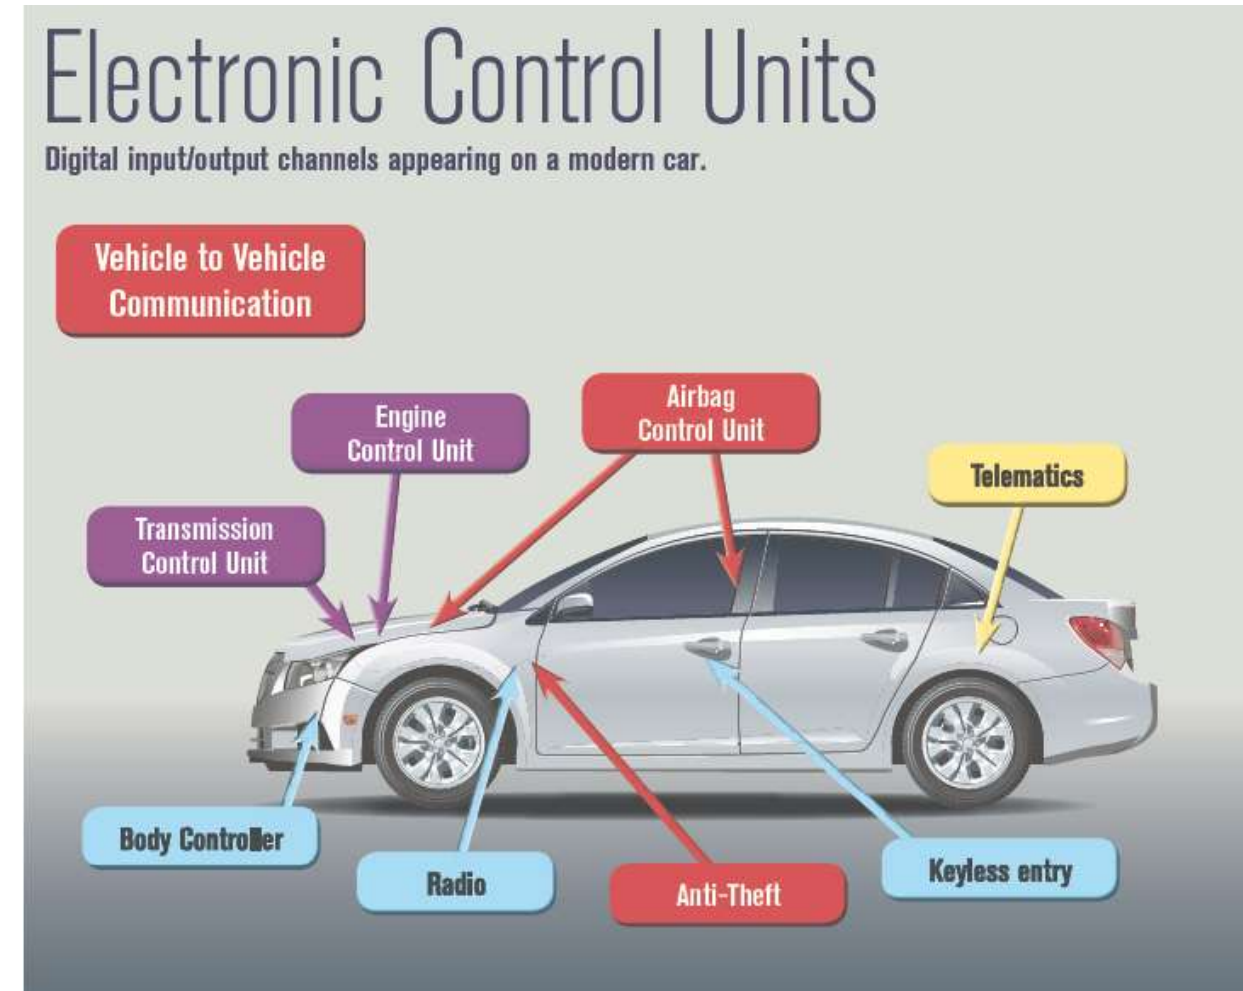 Electronic Control Units
Digital input/output channels appearing on a modern car.
Vehicle to Vehicle
Communication
Engine
Control Unit
Airbag
Control Unit
Telematics
Transmission
Control Unit
Body Controller
Radio
Anti-Theft
Keyless entry